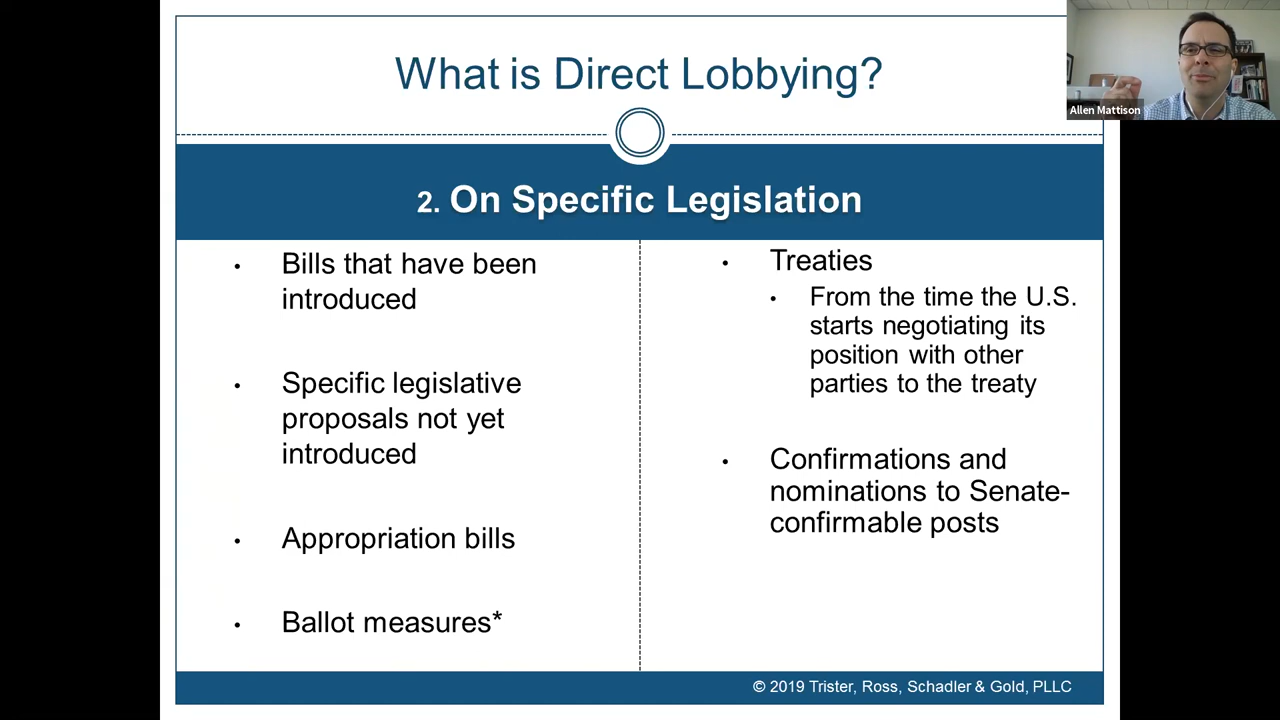 What is Direct Lobbying?
Allen Mattison
2. On Specific Legislation
• Bills that have been
introduced
• Specific legislative
proposals not yet
introduced
• Appropriation bills
• Ballot measures*
• Treaties
• From the time the U.S.
starts negotiating its
position with other
parties to the treaty
• Confirmations and
nominations to Senate-
confirmable posts
© 2019 Trister, Ross, Schadler & Gold, PLLC